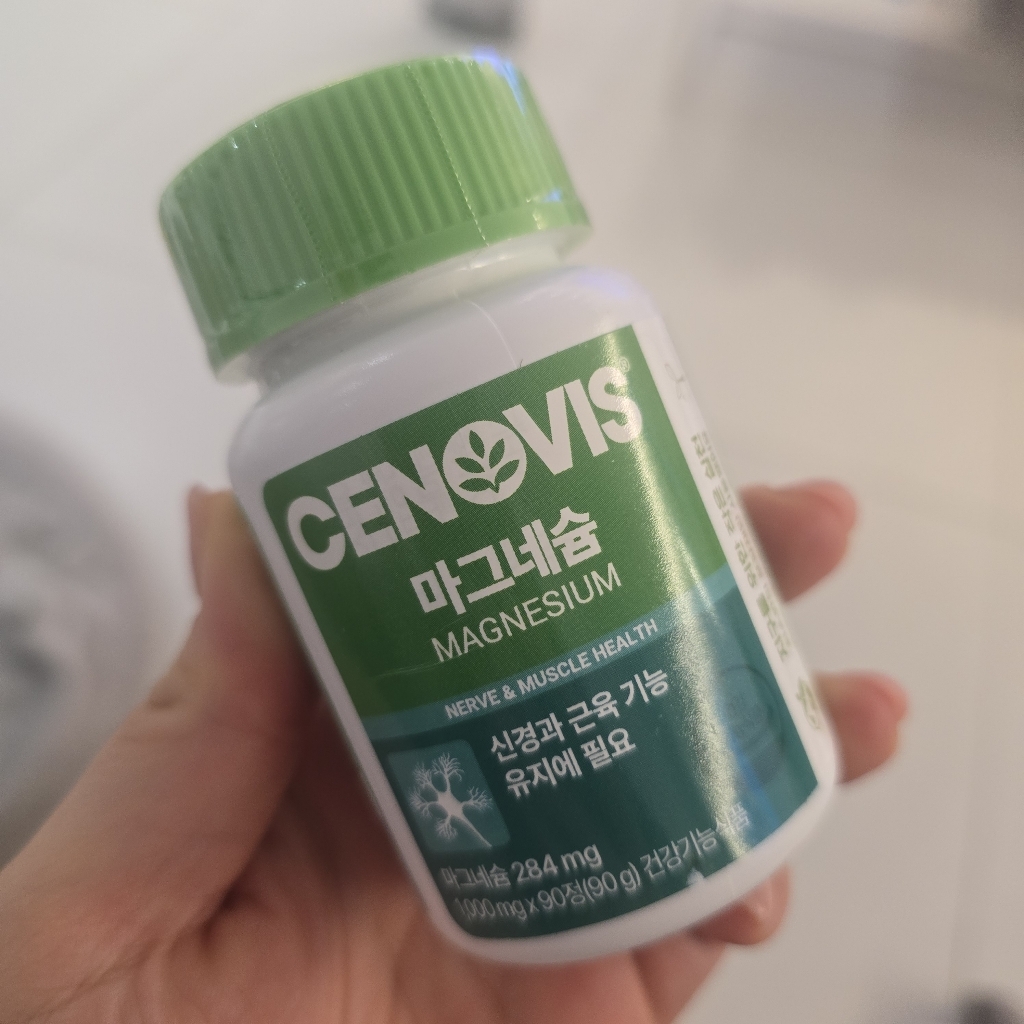 CENOVIS®
마그네슘
MAGNESIUM
NERVE & MUSCLE HEALTH
신경과 근육 기능
유지에 필요
마그네슘 284 mg
1,000 mg x 90정(90 g) 건강기능식품